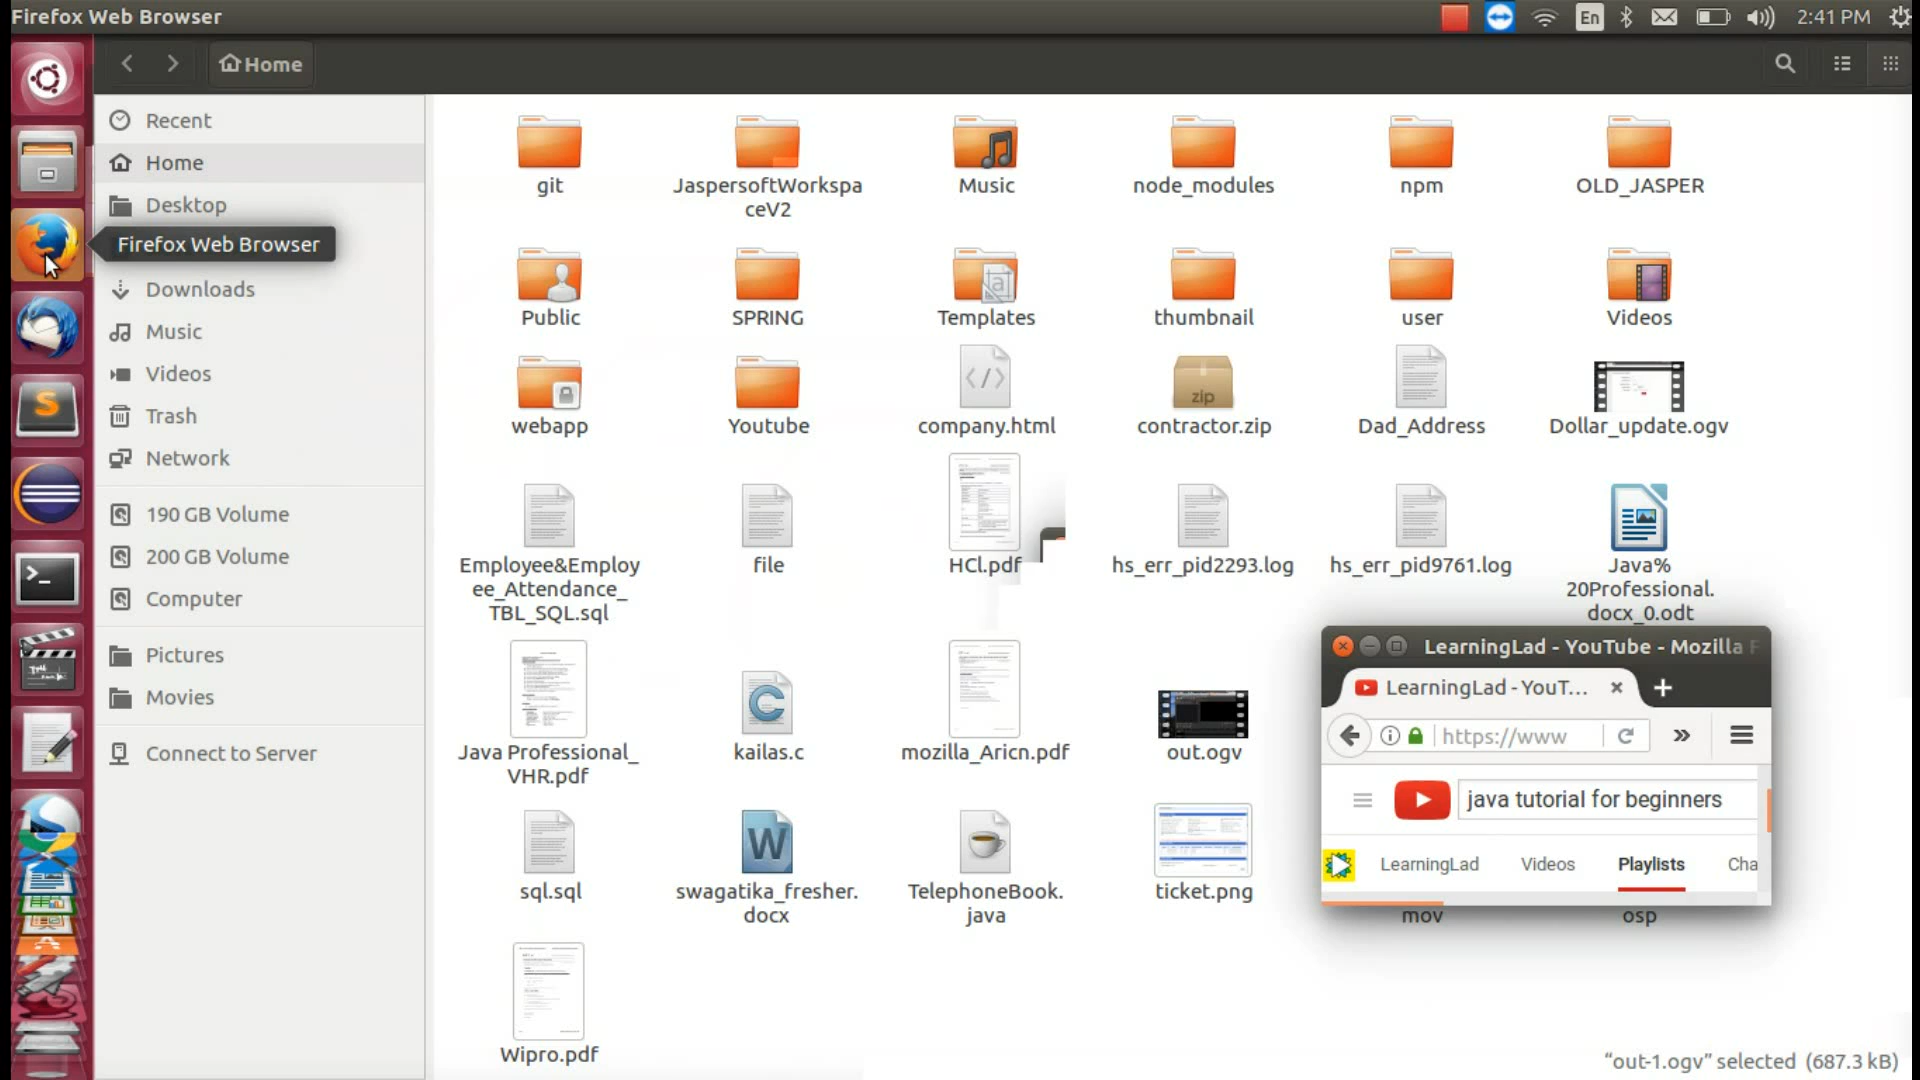 Firefox Web Browser
En
2:41 PM
Home
Recent
Home
Desktop
Firefox Web Browser
Downloads
Music
Videos
Trash
Network
190 GB Volume
200 GB Volume
Computer
Pictures
Movies
Connect to Server
git
JaspersoftWorkspa
ceV2
Music
node_modules
npm
OLD_JASPER
Public
SPRING
Templates
thumbnail
user
Videos
webapp
Youtube
company.html
zip
contractor.zip
Dad_Address
Dollar_update.ogv
Employee&Employ
ee_Attendance_
TBL_SQL.sql
file
HCl.pdf
hs_err_pid2293.log
hs_err_pid9761.log
Java%
20Professional.
docx_0.odt
Java Professional_
VHR.pdf
kailas.c
mozilla_Aricn.pdf
out.ogv
LearningLad - YouTube - Mozilla F
LearningLad - YouT...
https://www
java tutorial for beginners
LearningLad
Videos
Playlists
Cha
sql.sql
swagatika_fresher.
docx
TelephoneBook.
java
ticket.png
mov
osp
Wipro.pdf
"out-1.ogv" selected (687.3 kB)